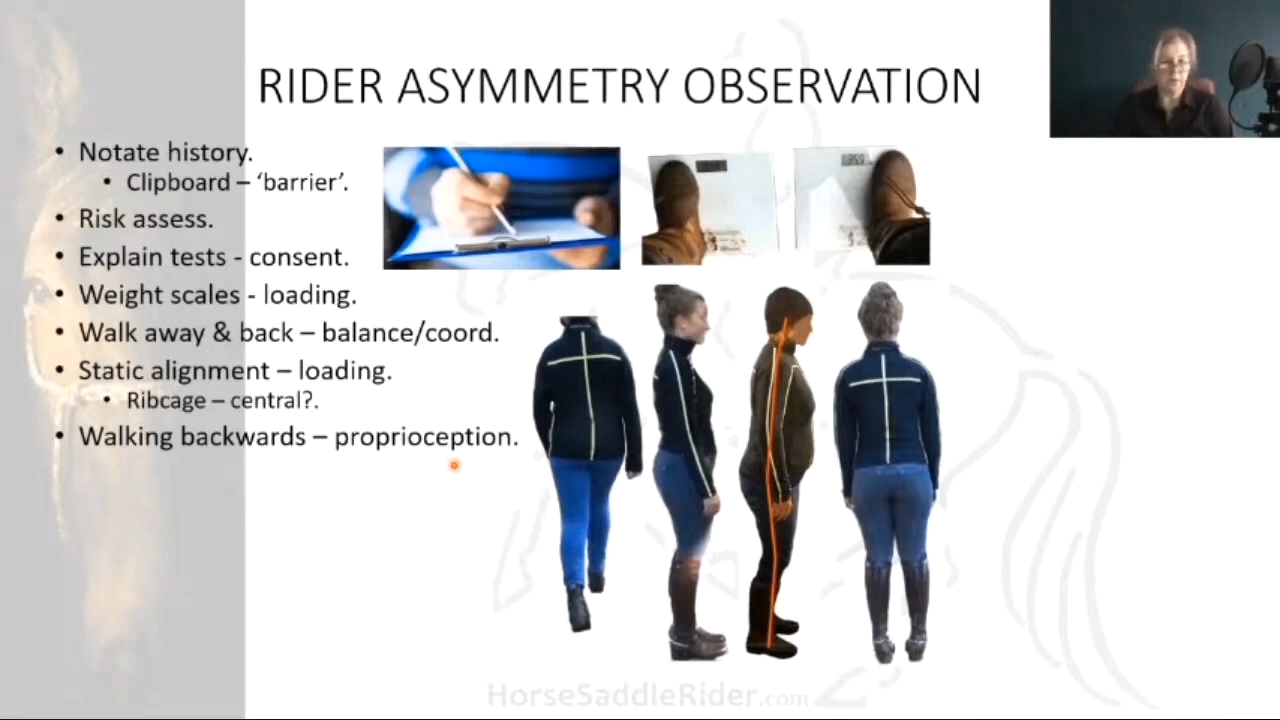 RIDER ASYMMETRY OBSERVATION
• Notate history.
• Clipboard – ‘barrier’.
• Risk assess.
• Explain tests - consent.
• Weight scales - loading.
• Walk away & back – balance/coord.
• Static alignment – loading.
• Ribcage – central?.
• Walking backwards – proprioception.
HorseSaddleRider.com